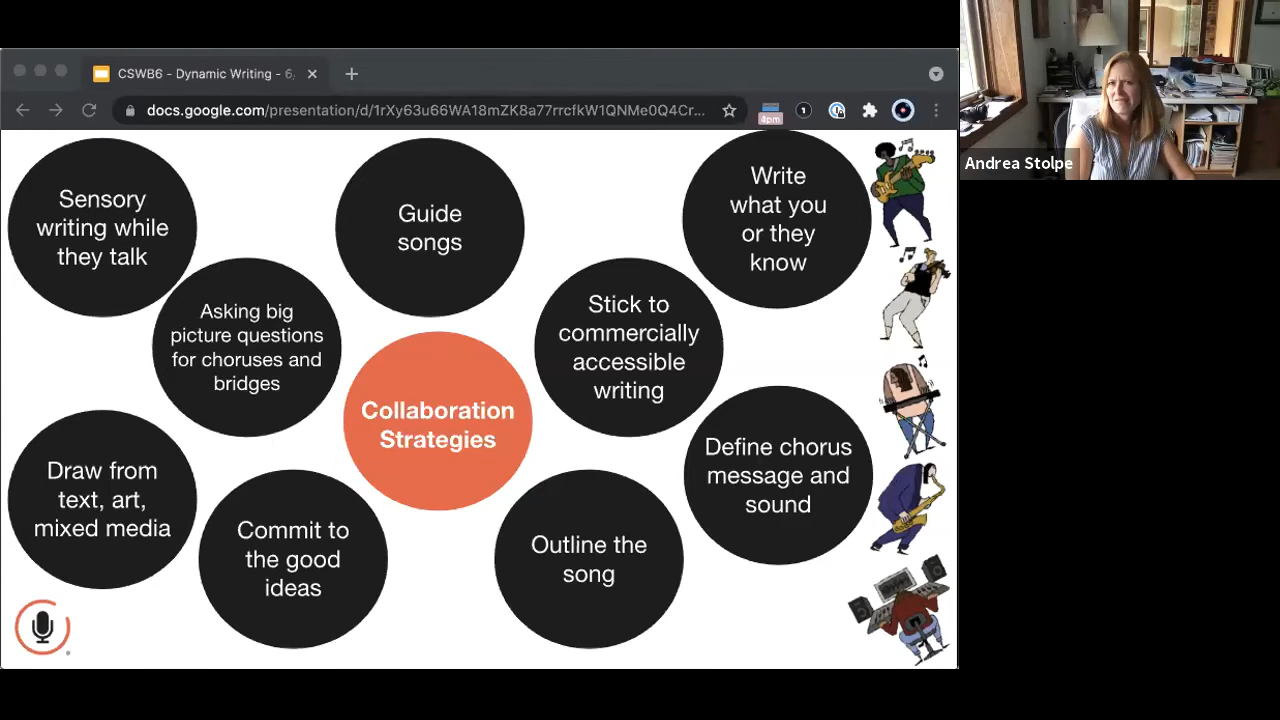 CSWB6 - Dynamic Writing - 6,
docs.google.com/presentation/d/1rXy63u66WA18mZK8a77rrcfkW1QNMe0Q4Cr...
4pm
1
Andrea Stolpe
Sensory
writing while
they talk
Guide
songs
Write
what you
or they
know
Asking big
picture questions
for choruses and
bridges
Stick to
commercially
accessible
writing
Collaboration
Strategies
Draw from
text, art,
mixed media
Define chorus
message and
sound
Commit to
the good
ideas
Outline the
song